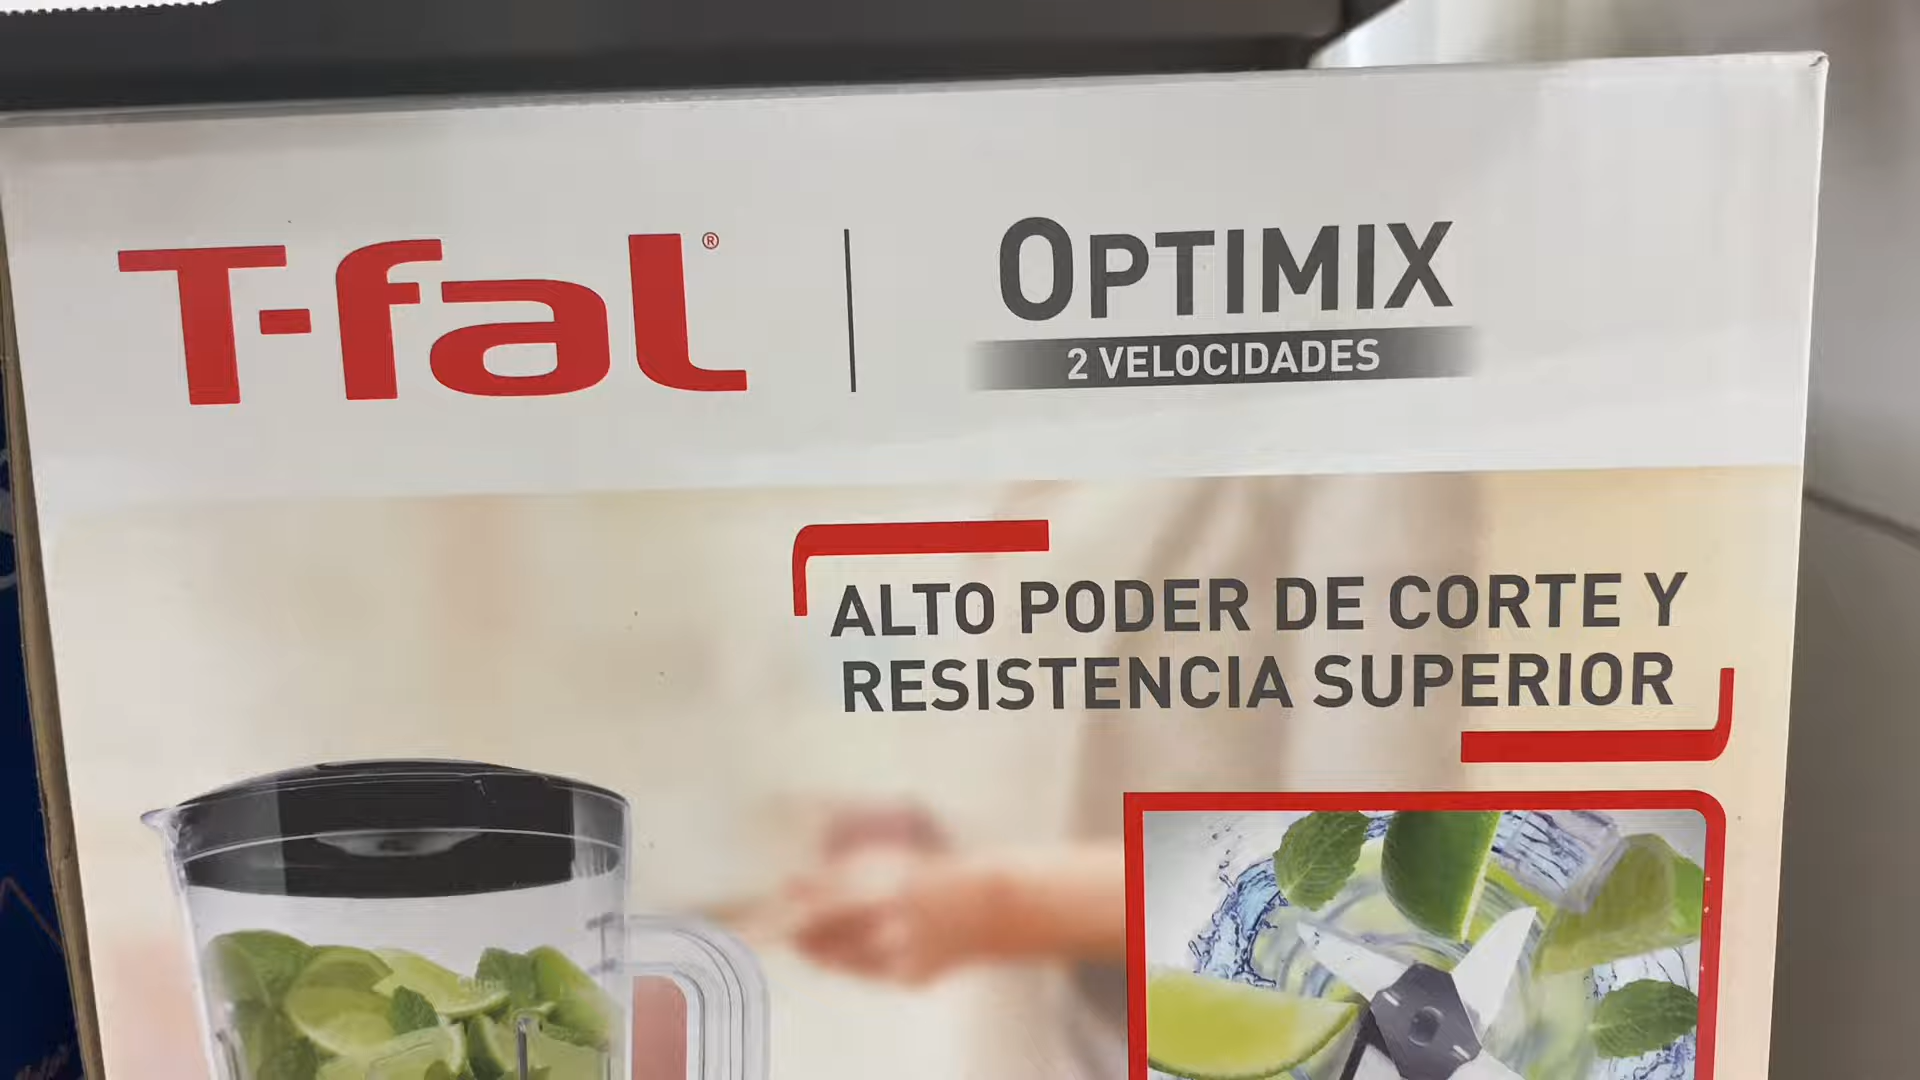 T-fal®
OPTIMIX
2 VELOCIDADES
ALTO PODER DE CORTE Y
RESISTENCIA SUPERIOR